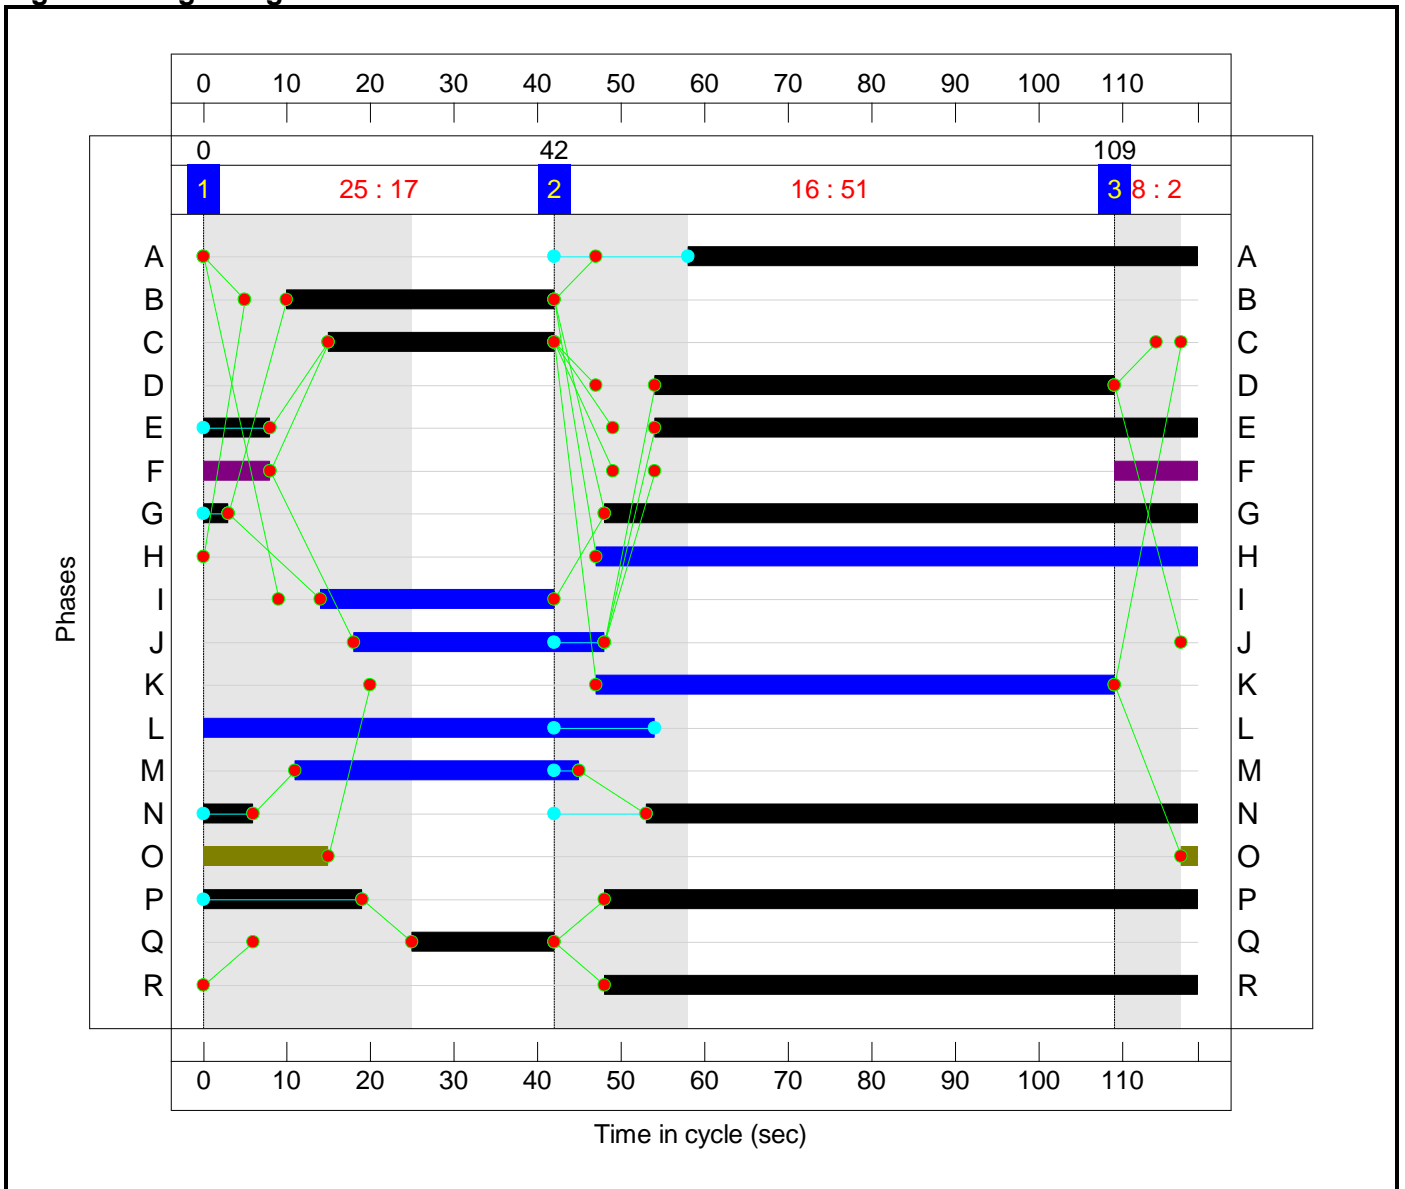 0 10 20 30 40 50 60 70 80 90 100 110
0 42 109
1 25 : 17 2 16 : 51 3 8 : 2
A A
B B
C C
D D
E E
F F
G G
H H
I I
J J
K K
L L
M M
N N
O O
P P
Q Q
R R
Phases
0 10 20 30 40 50 60 70 80 90 100 110
Time in cycle (sec)